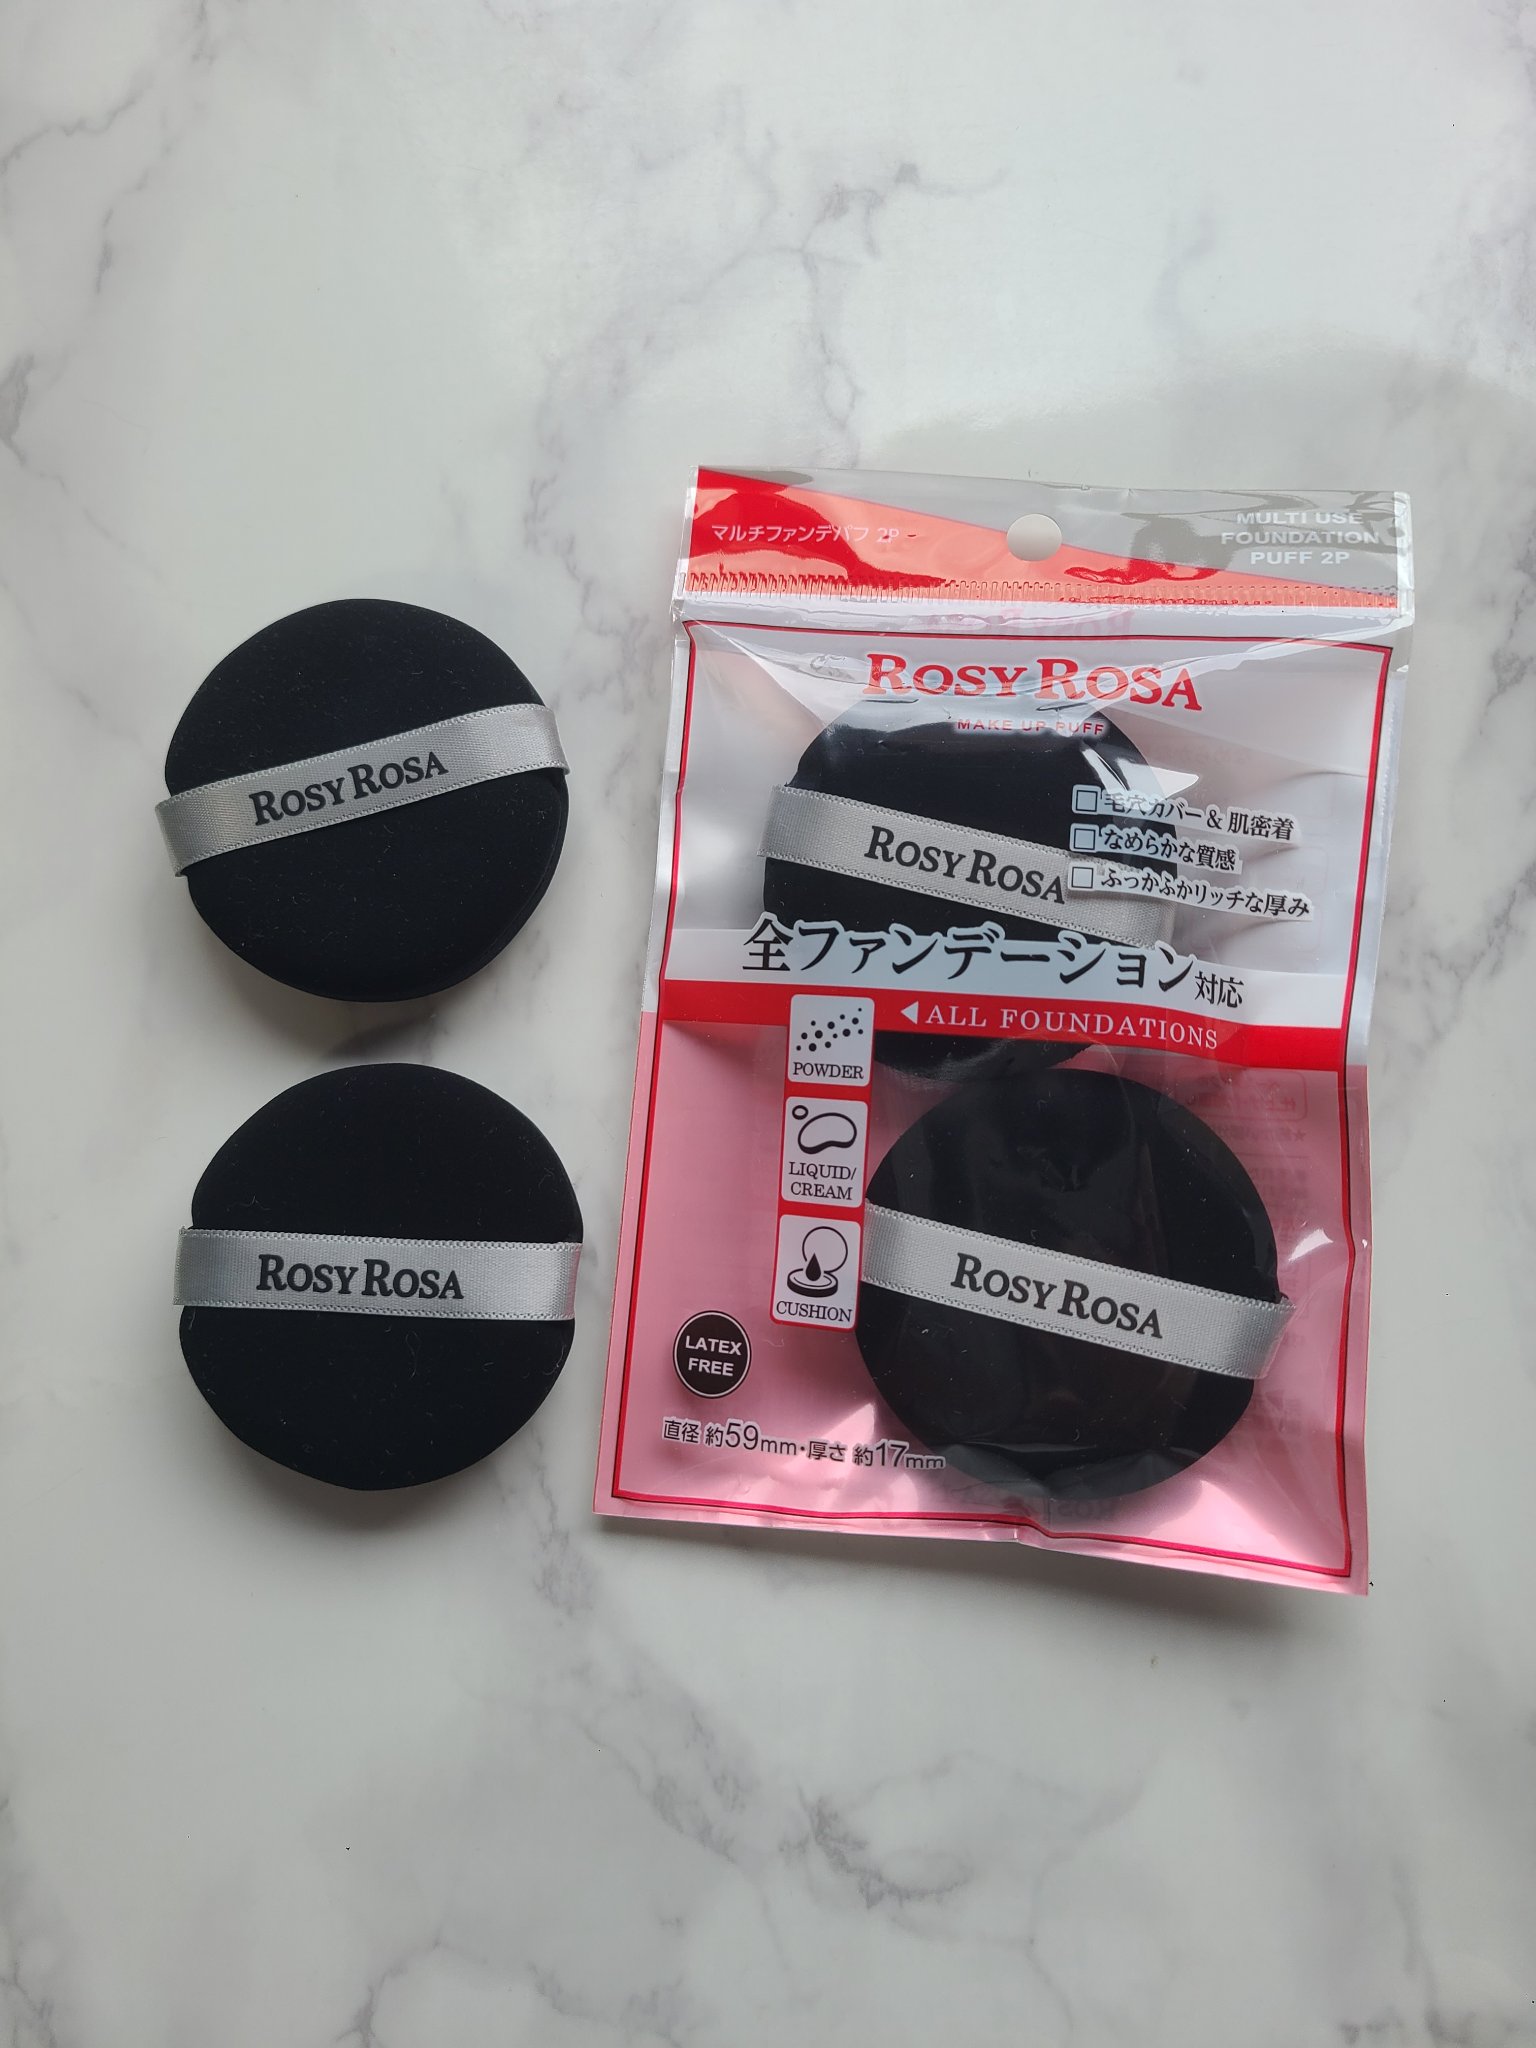 マルチファンデパフ 2P
MULTI USE
FOUNDATION
PUFF 2P
ROSY ROSA
MAKE UP PUFF
ROSY ROSA
毛穴カバー & 肌密着
なめらかな質感
ふっかふかリッチな厚み
ROSY ROSA
全ファンデーション対応
ALL FOUNDATIONS
POWDER
LIQUID/
CREAM
CUSHION
ROSY ROSA
ROSY ROSA
LATEX
FREE
直径 約59mm・厚さ 約17mm